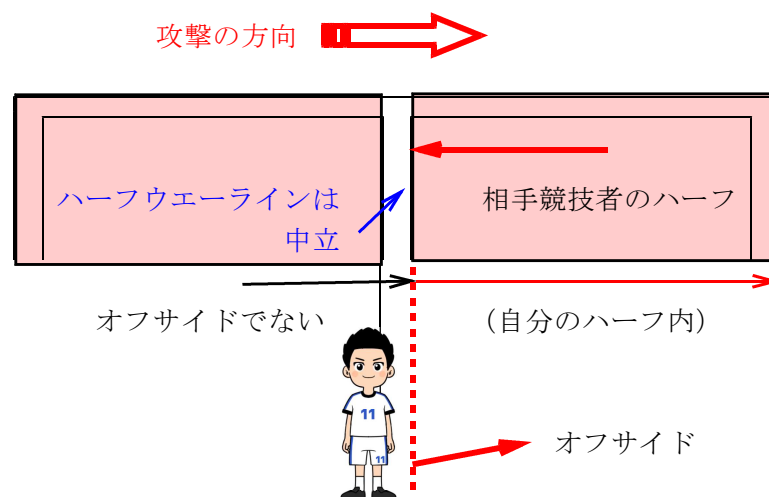 攻撃の方向
ハーフウエーラインは
中立
相手競技者のハーフ
オフサイドでない
（自分のハーフ内）
11
11
オフサイド